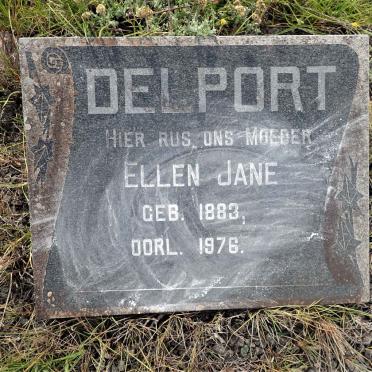 DELPORT
HIER RUS, ONS MOEDER
ELLEN JANE
GEB. 1883,
OORL. 1976.